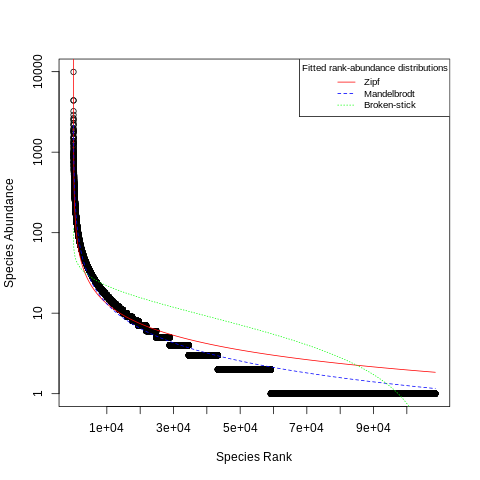 Fitted rank-abundance distributions
Zipf
Mandelbrodt
Broken-stick
10000
1000
100
10
1
Species Abundance
1e+04 3e+04 5e+04 7e+04 9e+04
Species Rank